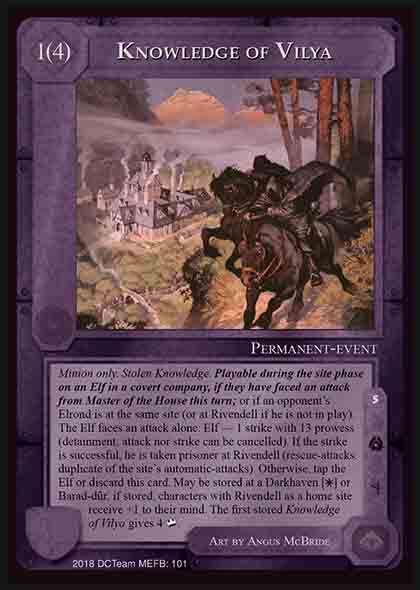 1(4)
Knowledge of Vilya
Permanent-event
Minion only. Stolen Knowledge. Playable during the site phase
on an Elf in a covert company, if they have faced an attack
from Master of the House this turn; or if an opponent's
Elrond is at the same site (or at Rivendell if he is not in play).
The Elf faces an attack alone: Elf — 1 strike with 13 prowess
(detainment, attack nor strike can be cancelled). If the strike
is successful, he is taken prisoner at Rivendell (rescue-attacks
duplicate of the site's automatic-attacks). Otherwise, tap the
Elf or discard this card. May be stored at a Darkhaven [✱] or
Barad-dûr, if stored, characters with Rivendell as a home site
receive +1 to their mind. The first stored Knowledge
of Vilya gives 4
Art by Angus McBride
2018 DCTeam MEFB: 101